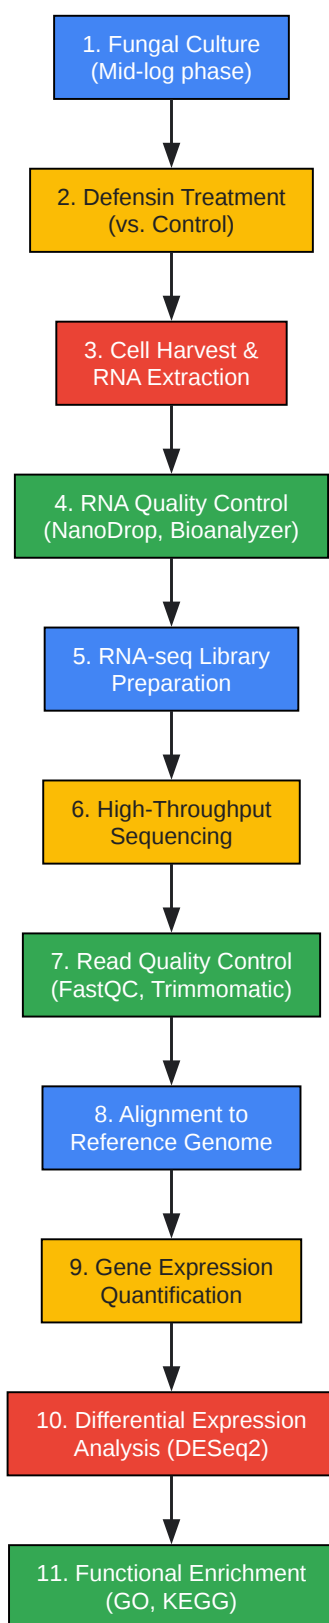 1. Fungal Culture
(Mid-log phase)
2. Defensin Treatment
(vs. Control)
3. Cell Harvest &
RNA Extraction
4. RNA Quality Control
(NanoDrop, Bioanalyzer)
5. RNA-seq Library
Preparation
6. High-Throughput
Sequencing
7. Read Quality Control
(FastQC, Trimmomatic)
8. Alignment to
Reference Genome
9. Gene Expression
Quantification
10. Differential Expression
Analysis (DESeq2)
11. Functional Enrichment
(GO, KEGG)